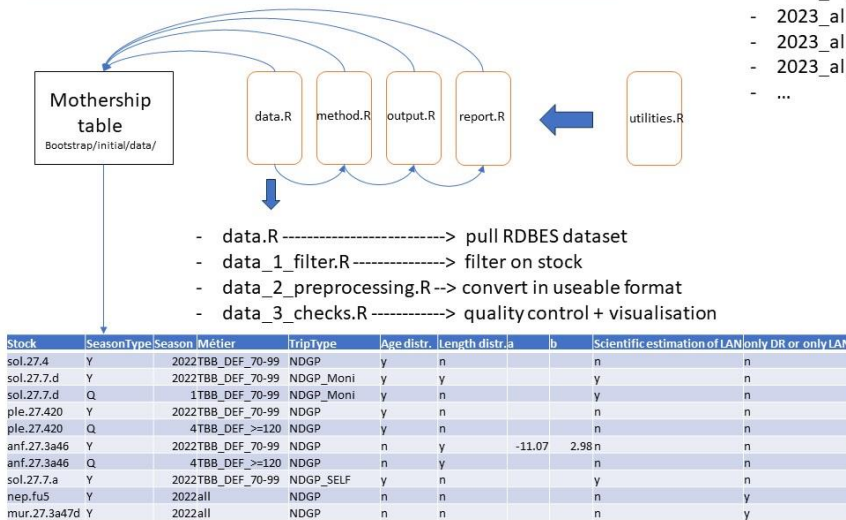 - 2023_al
- 2023_al
- 2023_al
- ...
Mothership
table
Bootstrap/initial/data/
data.R
method.R
output.R
report.R
utilities.R
- data.R--------------------------> pull RDBES dataset
- data_1_filter.R---------------> filter on stock
- data_2_preprocessing.R--> convert in useable format
- data_3_checks.R------------> quality control + visualisation
Stock SeasonType Season Métier TripType Age distr. Length distr. a b Scientific estimation of LAN only DR or only LAN
sol.27.4 Y 2022 TBB_DEF_70-99 NDGP y n n n
sol.27.7.d Y 2022 TBB_DEF_70-99 NDGP_Moni y y y n
sol.27.7.d Q 1 TBB_DEF_70-99 NDGP_Moni y n y n
ple.27.420 Y 2022 TBB_DEF_70-99 NDGP y n n n
ple.27.420 Q 4 TBB_DEF_>=120 NDGP y n n n
anf.27.3a46 Y 2022 TBB_DEF_70-99 NDGP n y -11.07 2.98 n n
anf.27.3a46 Q 4 TBB_DEF_>=120 NDGP n y n n
sol.27.7.a Y 2022 TBB_DEF_70-99 NDGP_SELF y n y n
nep.fu5 Y 2022 all NDGP n n n y
mur.27.3a47d Y 2022 all NDGP n n n y